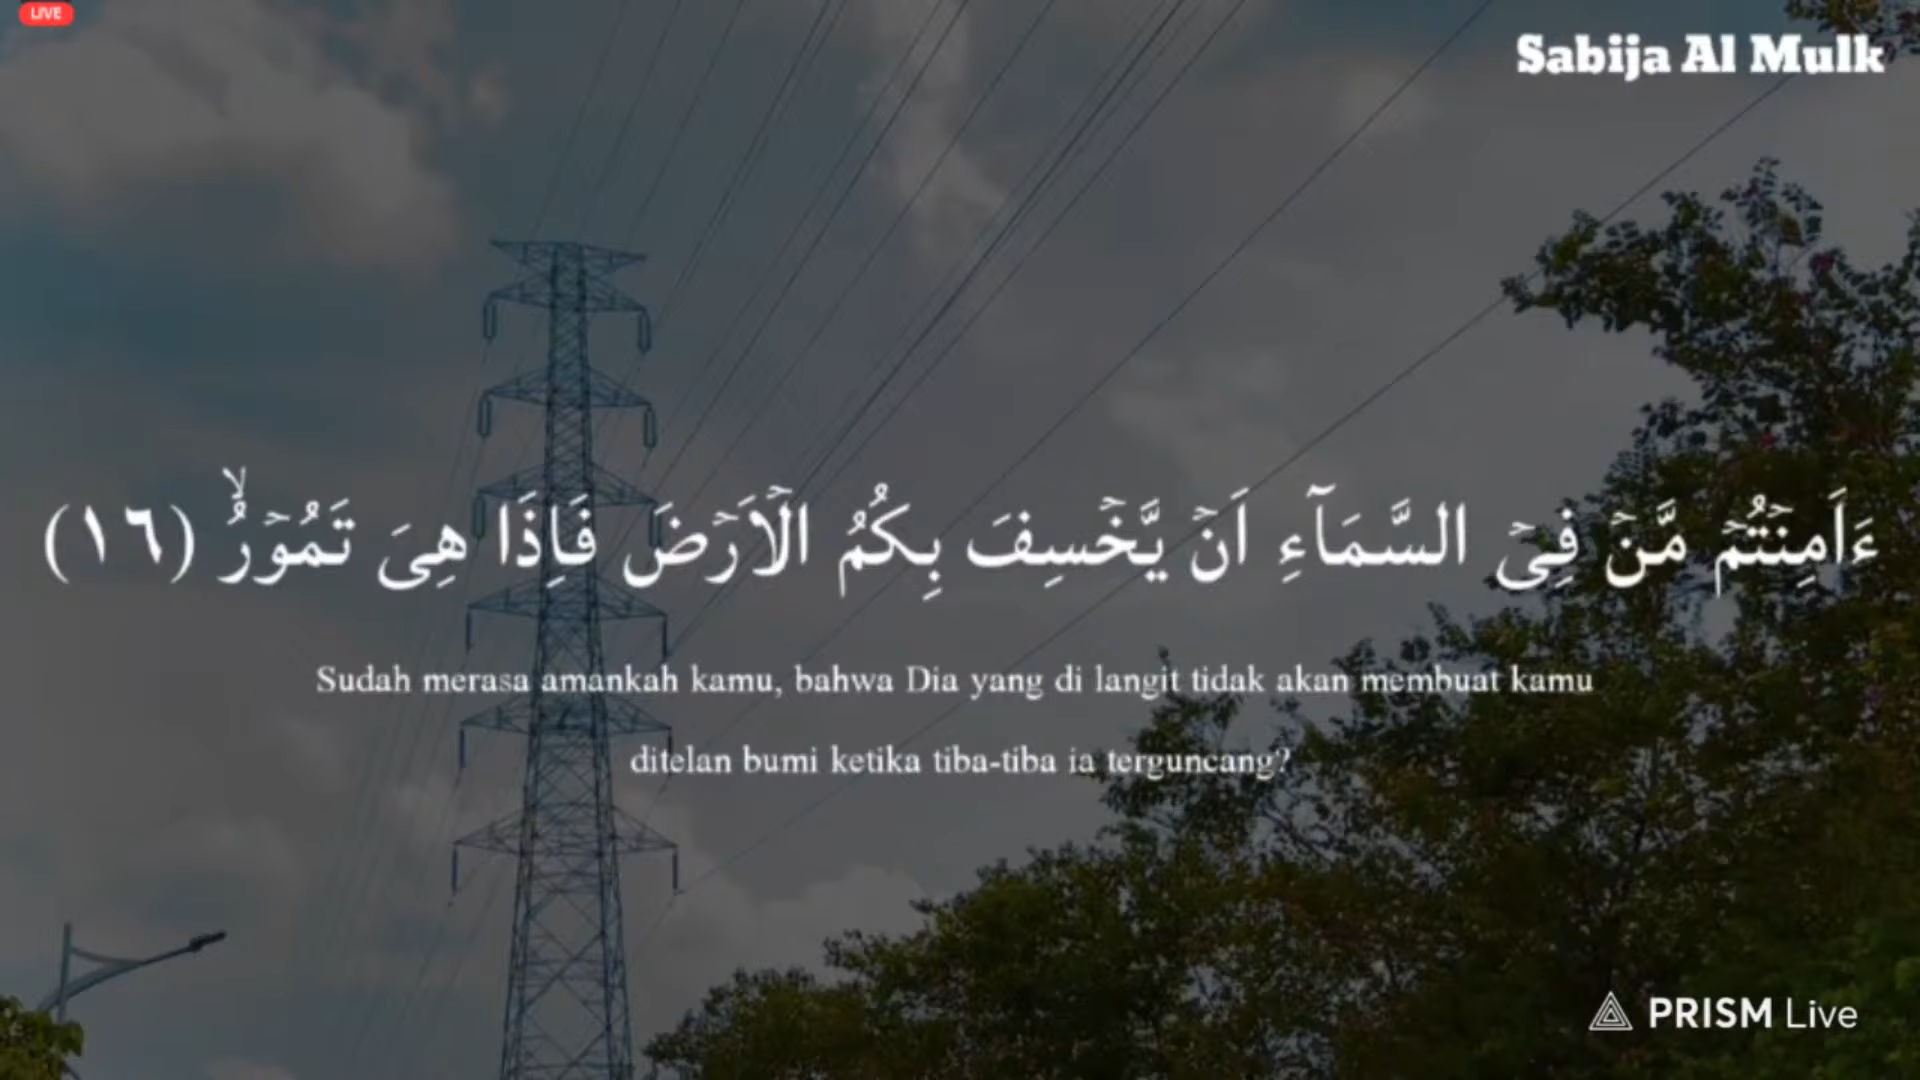 LIVE
Sabija Al Mulk
ءَاَمِنْتُمْ مَّنْ فِى السَّمَآءِ اَنْ يَّخْسِفَ بِكُمُ الْاَرْضَ فَاِذَا هِىَ تَمُوْرُۙ (١٦)
Sudah merasa amankah kamu, bahwa Dia yang di langit tidak akan membuat kamu
ditelan bumi ketika tiba-tiba ia terguncang?
PRISM Live